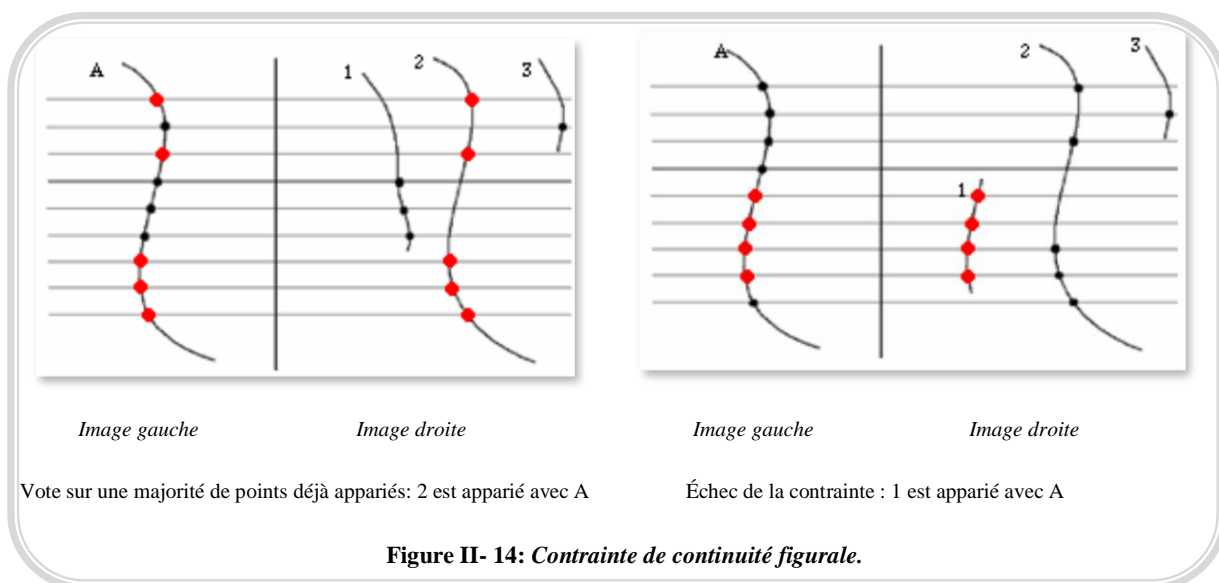 A 1 2 3
A 1 2 3
Image gauche Image droite Image gauche Image droite
Vote sur une majorité de points déjà appariés: 2 est apparié avec A Échec de la contrainte : 1 est apparié avec A
Figure II- 14: Contrainte de continuité figurale.